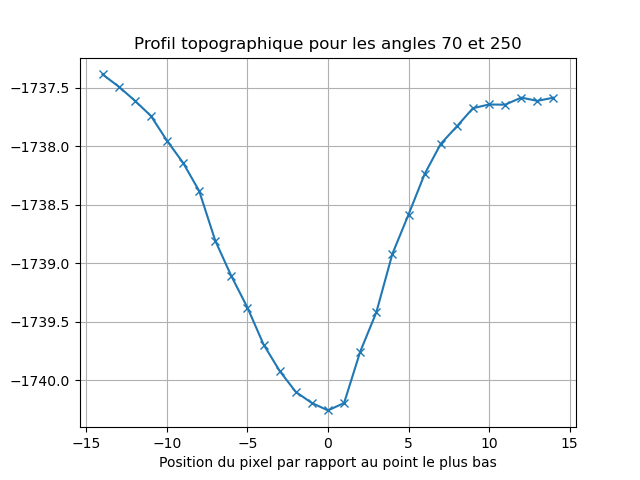 Profil topographique pour les angles 70 et 250
−1737.5
−1738.0
−1738.5
−1739.0
−1739.5
−1740.0
−15 −10 −5 0 5 10 15
Position du pixel par rapport au point le plus bas